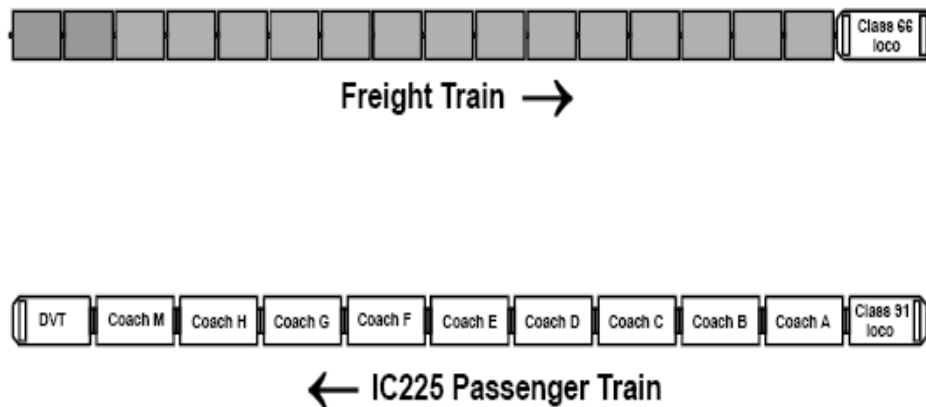 Class 66
loco
Freight Train →
DVT
Coach M
Coach H
Coach G
Coach F
Coach E
Coach D
Coach C
Coach B
Coach A
Class 91
loco
← IC225 Passenger Train